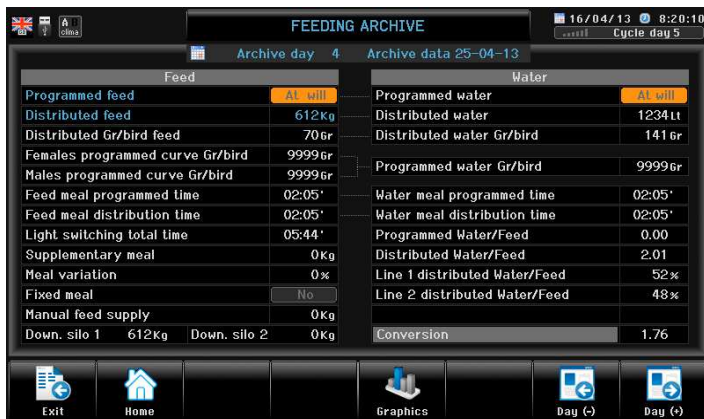 A
clima
FEEDING ARCHIVE
16/04/13 8:20:10
Cycle day 5
Archive day 4 Archive data 25-04-13
Feed
Programmed feed At will
Distributed feed 612Kg
Distributed Gr/bird feed 70Gr
Females programmed curve Gr/bird 9999Gr
Males programmed curve Gr/bird 9999Gr
Feed meal programmed time 02:05'
Feed meal distribution time 02:05'
Light switching total time 05:44'
Supplementary meal 0Kg
Meal variation 0%
Fixed meal No
Manual feed supply 0Kg
Down. silo 1 612Kg Down. silo 2 0Kg
Water
Programmed water At will
Distributed water 1234Lt
Distributed water Gr/bird 141Gr
Programmed water Gr/bird 9999Gr
Water meal programmed time 02:05'
Water meal distribution time 02:05'
Programmed Water/Feed 0.00
Distributed Water/Feed 2.01
Line 1 distributed Water/Feed 52%
Line 2 distributed Water/Feed 48%
Conversion 1.76
Exit
Home
Graphics
Day (-)
Day (+)